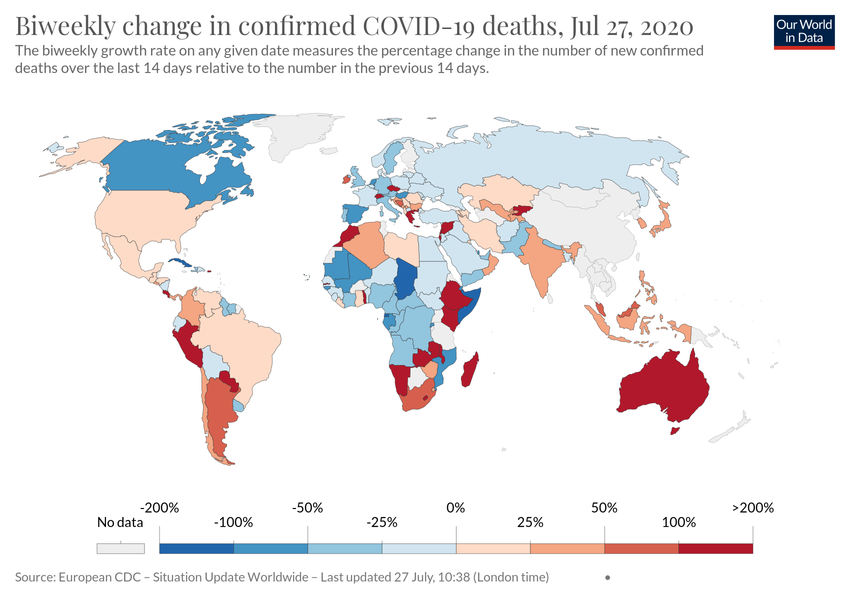 Biweekly change in confirmed COVID-19 deaths, Jul 27, 2020
Our World
in Data
The biweekly growth rate on any given date measures the percentage change in the number of new confirmed
deaths over the last 14 days relative to the number in the previous 14 days.
-200% -50% 0% 50% >200%
No data -100% -25% 25% 100%
Source: European CDC – Situation Update Worldwide – Last updated 27 July, 10:38 (London time) •